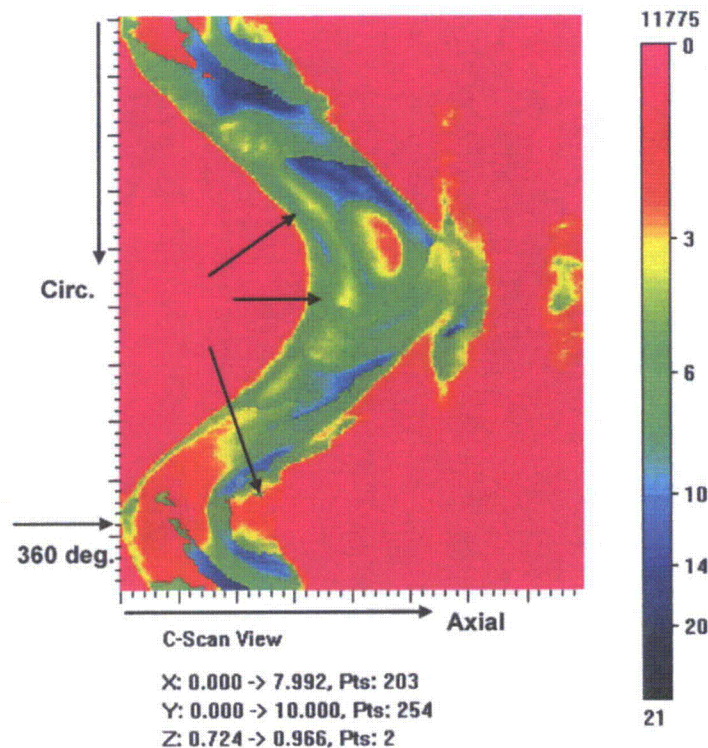 11775
0
3
Circ.
6
10
360 deg.
14
Axial
C-Scan View
20
X: 0.000 -> 7.992, Pts: 203
Y: 0.000 -> 10.000, Pts: 254
21
Z: 0.724 -> 0.966, Pts: 2